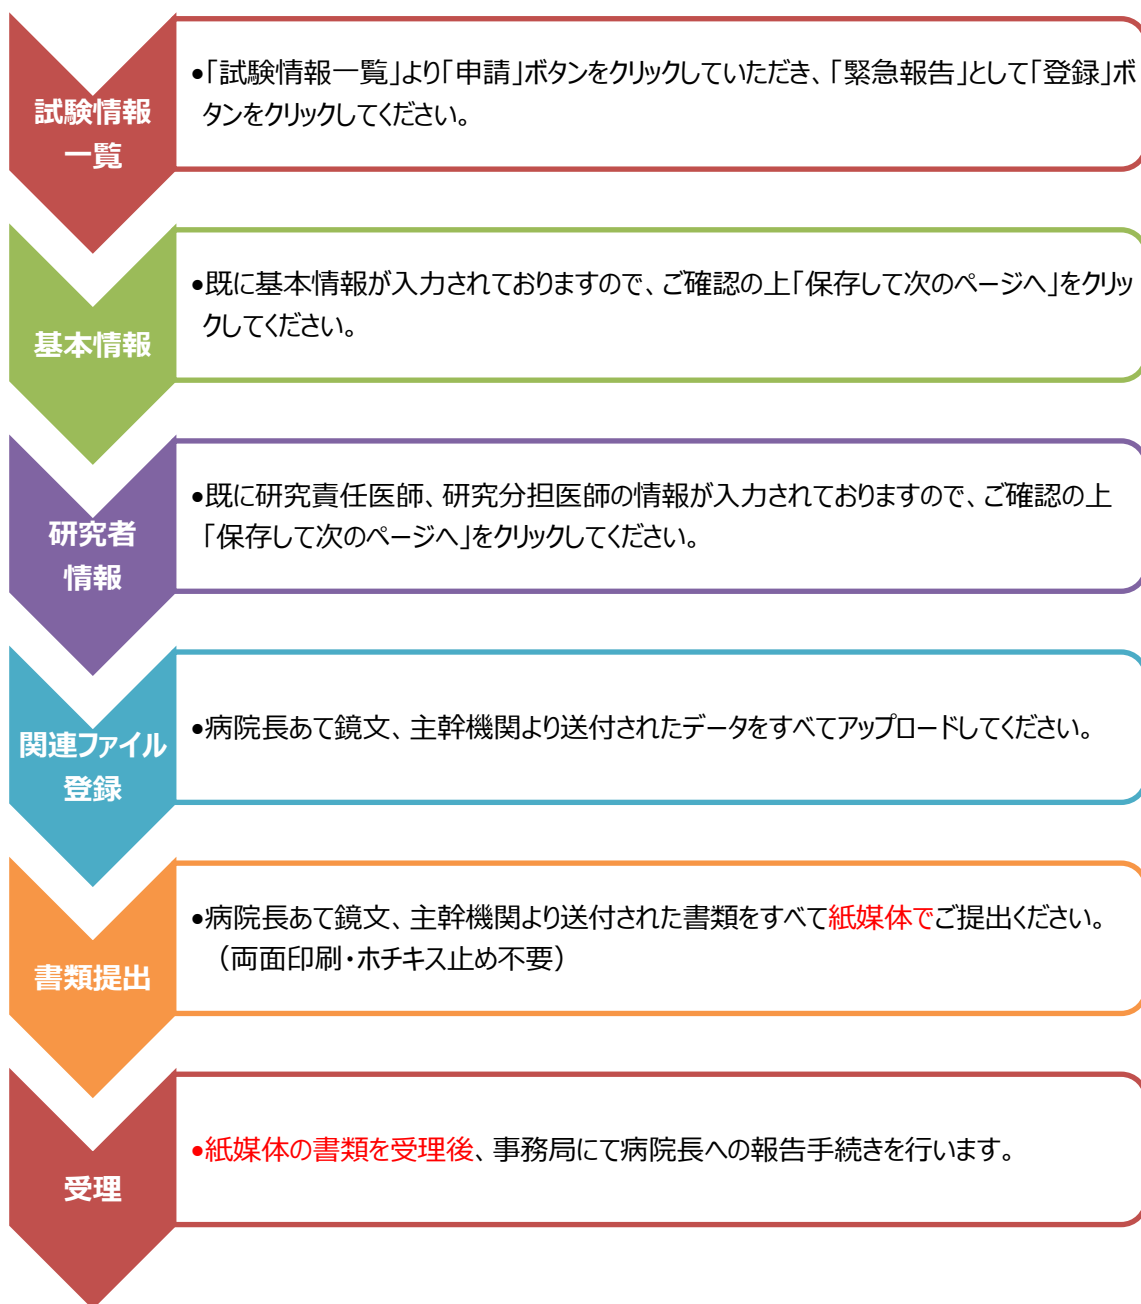 試験情報
一覧
•「試験情報一覧」より「申請」ボタンをクリックしていただき、「緊急報告」として「登録」ボ
タンをクリックしてください。
基本情報
•既に基本情報が入力されておりますので、ご確認の上「保存して次のページへ」をクリッ
クしてください。
研究者
情報
•既に研究責任医師、研究分担医師の情報が入力されておりますので、ご確認の上
「保存して次のページへ」をクリックしてください。
関連ファイル
登録
•病院長あて鏡文、主幹機関より送付されたデータをすべてアップロードしてください。
書類提出
•病院長あて鏡文、主幹機関より送付された書類をすべて紙媒体でご提出ください。
（両面印刷・ホチキス止め不要）
受理
•紙媒体の書類を受理後、事務局にて病院長への報告手続きを行います。